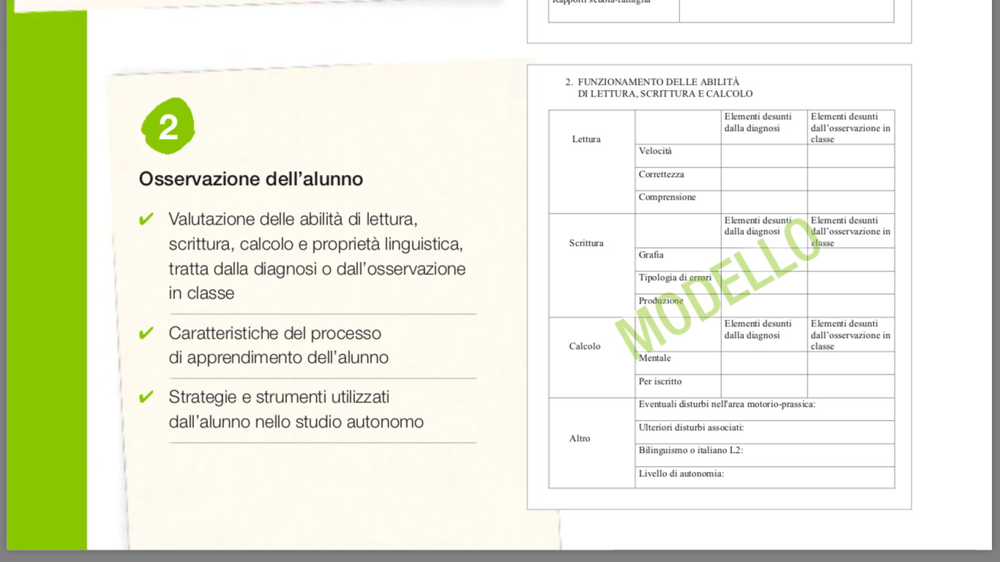 Rapporti scuola-famiglia
2
Osservazione dell'alunno
✔ Valutazione delle abilità di lettura,
scrittura, calcolo e proprietà linguistica,
tratta dalla diagnosi o dall'osservazione
in classe
✔ Caratteristiche del processo
di apprendimento dell'alunno
✔ Strategie e strumenti utilizzati
dall'alunno nello studio autonomo
2. FUNZIONAMENTO DELLE ABILITÀ
DI LETTURA, SCRITTURA E CALCOLO
Lettura
Elementi desunti
dalla diagnosi
Elementi desunti
dall'osservazione in
classe
Velocità
Correttezza
Comprensione
Scrittura
Elementi desunti
dalla diagnosi
Elementi desunti
dall'osservazione in
classe
Grafia
Tipologia di errori
Produzione
Calcolo
Elementi desunti
dalla diagnosi
Elementi desunti
dall'osservazione in
classe
Mentale
Per iscritto
Altro
Eventuali disturbi nell'area motorio-prassica:
Ulteriori disturbi associati:
Bilinguismo o italiano L2:
Livello di autonomia:
MODELLO